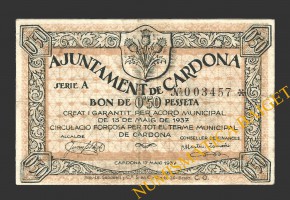 0'50 0'50
AJUNTAMENT DE CARDONA
SERIE A Nº 003457 *
BON DE 0'50 PESSETA
CREAT I GARANTIT PER ACORD MUNICIPAL
DE 13 DE MAIG DE 1937
CIRCULACIO FORÇOSA PER TOT EL TERME MUNICIPAL
DE CARDONA
ALCALDE CONSELLER DE FINANCES
CARDONA 17 MAIG 1937